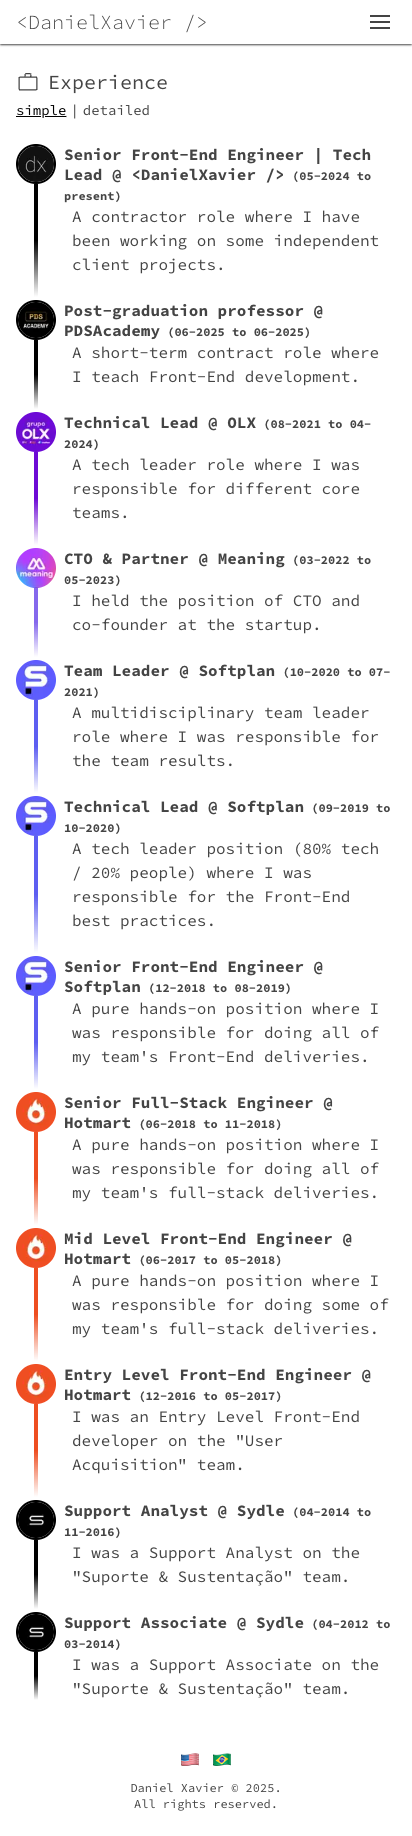 <DanielXavier />
Experience
simple | detailed
dx
Senior Front-End Engineer | Tech
Lead @ <DanielXavier /> (05-2024 to
present)
A contractor role where I have
been working on some independent
client projects.
PDS
ACADEMY
Post-graduation professor @
PDSAcademy (06-2025 to 06-2025)
A short-term contract role where
I teach Front-End development.
grupo
OLX
Technical Lead @ OLX (08-2021 to 04-
2024)
A tech leader role where I was
responsible for different core
teams.
meaning
CTO & Partner @ Meaning (03-2022 to
05-2023)
I held the position of CTO and
co-founder at the startup.
Team Leader @ Softplan (10-2020 to 07-
2021)
A multidisciplinary team leader
role where I was responsible for
the team results.
Technical Lead @ Softplan (09-2019 to
10-2020)
A tech leader position (80% tech
/ 20% people) where I was
responsible for the Front-End
best practices.
Senior Front-End Engineer @
Softplan (12-2018 to 08-2019)
A pure hands-on position where I
was responsible for doing all of
my team's Front-End deliveries.
Senior Full-Stack Engineer @
Hotmart (06-2018 to 11-2018)
A pure hands-on position where I
was responsible for doing all of
my team's full-stack deliveries.
Mid Level Front-End Engineer @
Hotmart (06-2017 to 05-2018)
A pure hands-on position where I
was responsible for doing some of
my team's full-stack deliveries.
Entry Level Front-End Engineer @
Hotmart (12-2016 to 05-2017)
I was an Entry Level Front-End
developer on the "User
Acquisition" team.
Support Analyst @ Sydle (04-2014 to
11-2016)
I was a Support Analyst on the
"Suporte & Sustentação" team.
Support Associate @ Sydle (04-2012 to
03-2014)
I was a Support Associate on the
"Suporte & Sustentação" team.
Daniel Xavier © 2025.
All rights reserved.